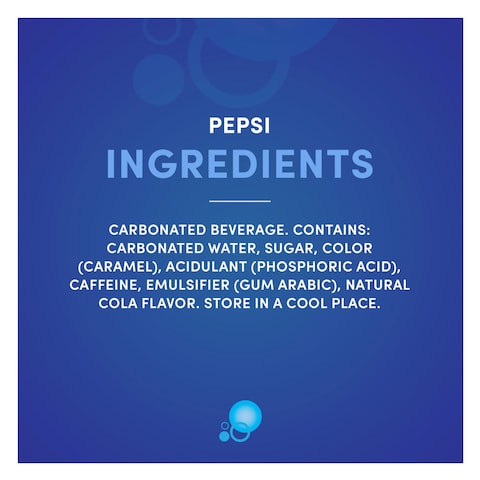 PEPSI
INGREDIENTS
CARBONATED BEVERAGE. CONTAINS:
CARBONATED WATER, SUGAR, COLOR
(CARAMEL), ACIDULANT (PHOSPHORIC ACID),
CAFFEINE, EMULSIFIER (GUM ARABIC), NATURAL
COLA FLAVOR. STORE IN A COOL PLACE.